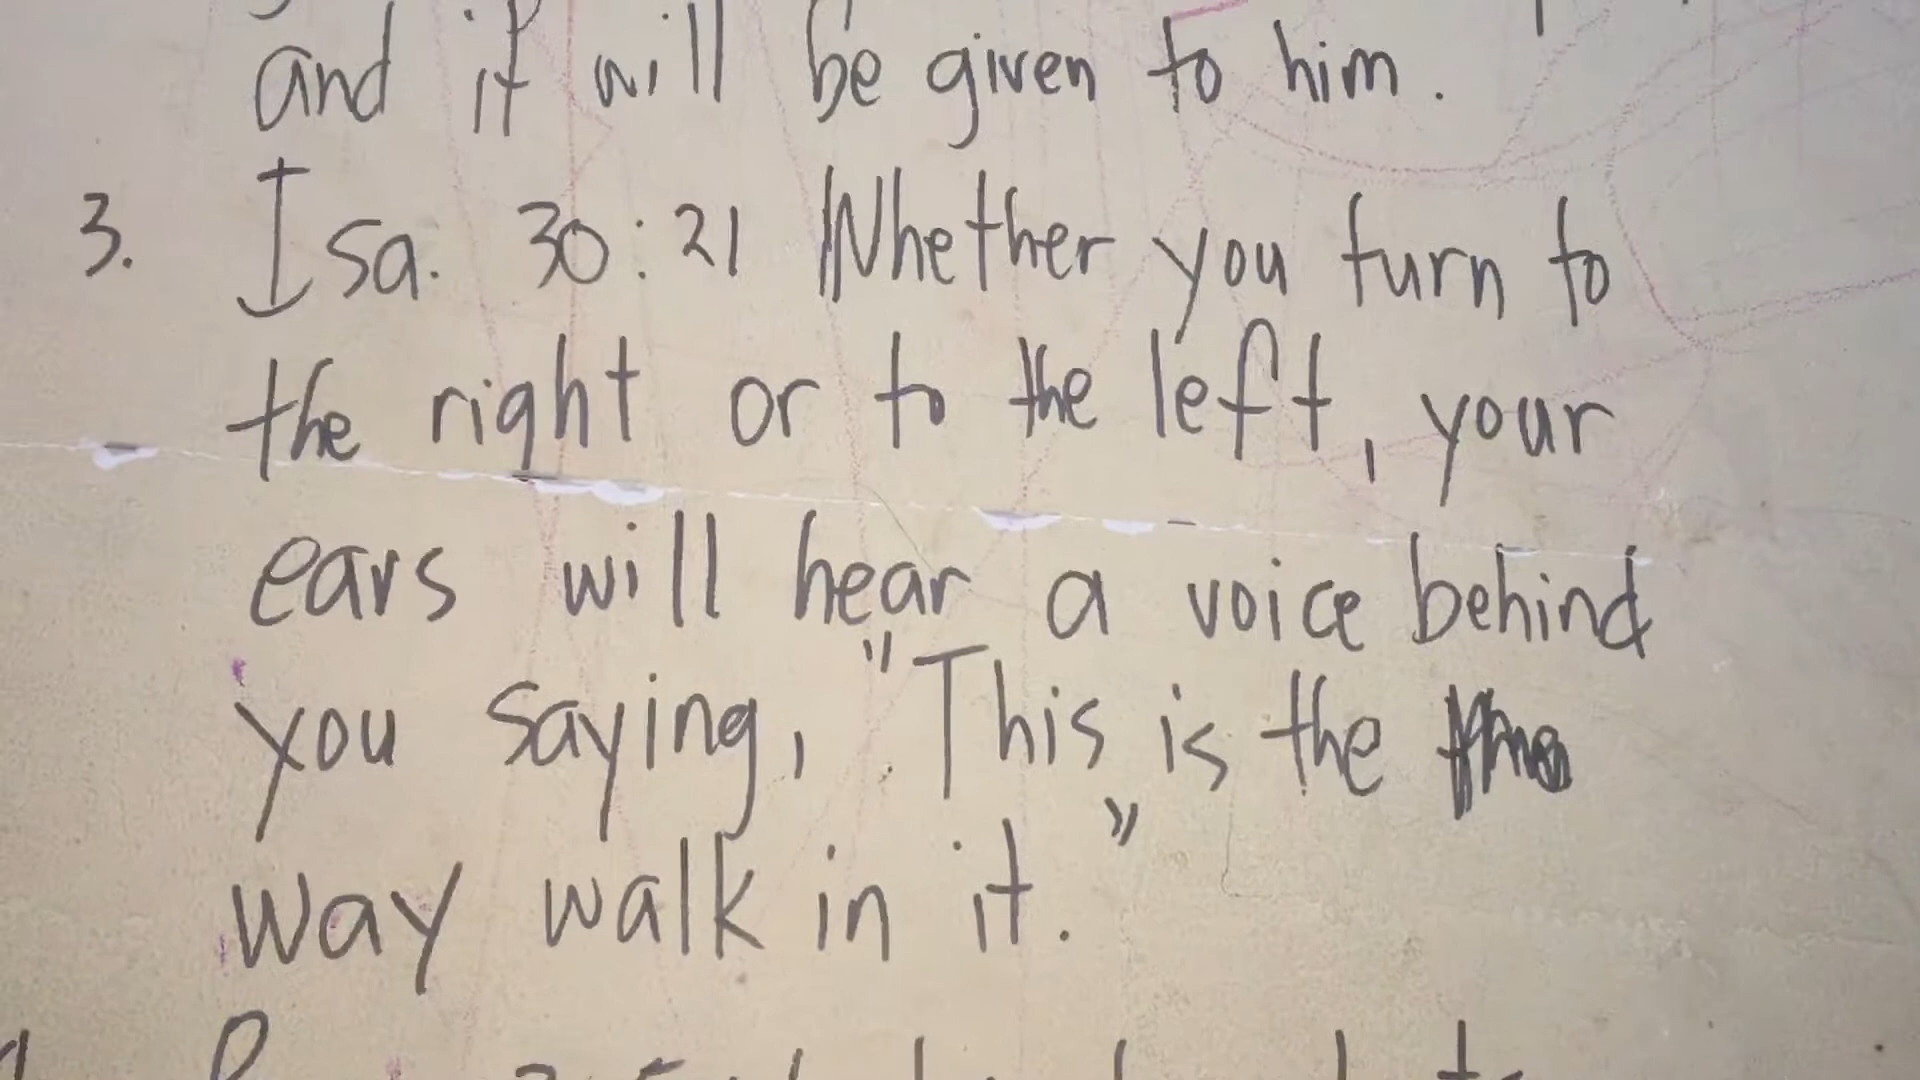 and it will be given to him.
3. Isa. 30:21 Whether you turn to
the right or to the left, your
ears will hear a voice behind
you saying, "This is the
way walk in it."